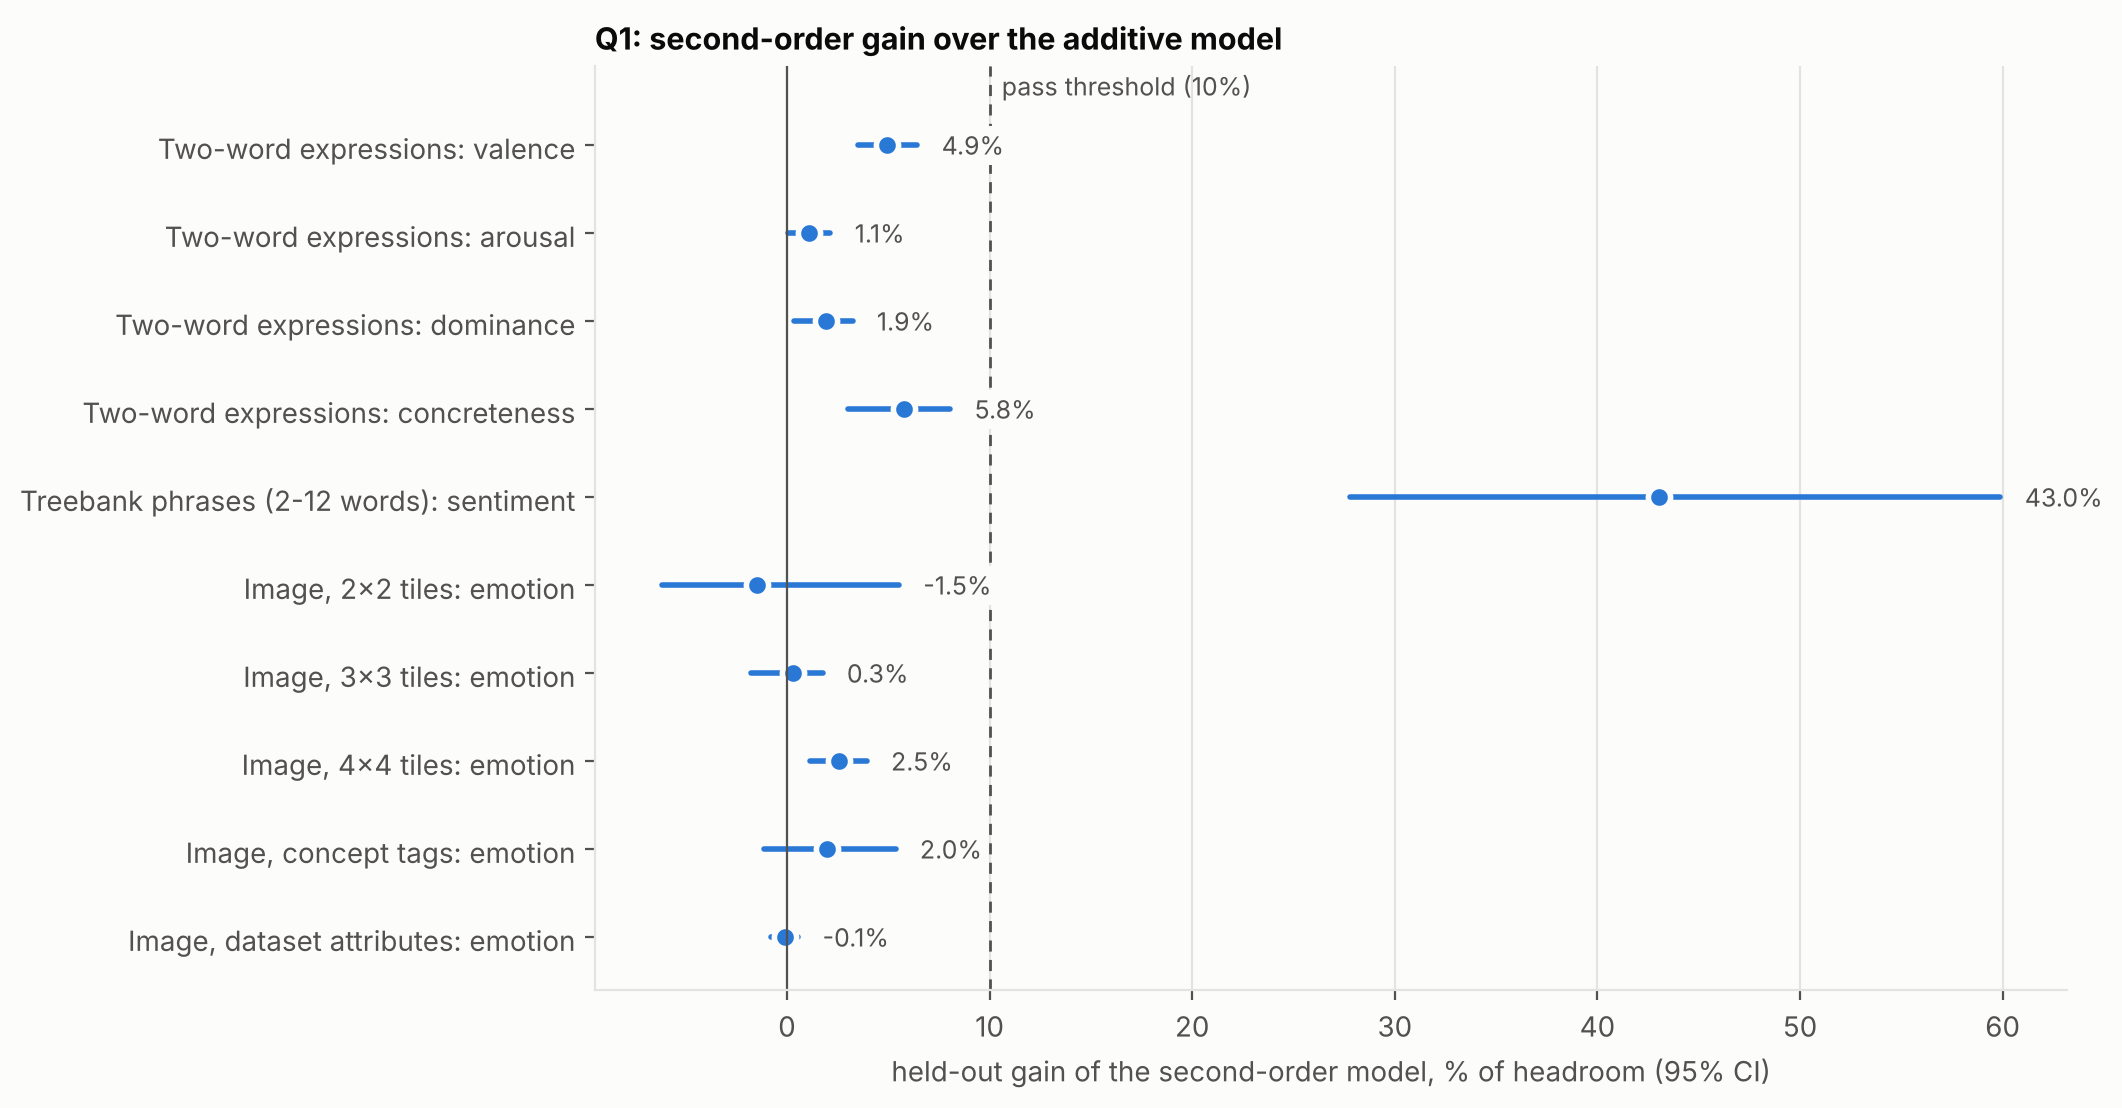 Q1: second-order gain over the additive model
pass threshold (10%)
Two-word expressions: valence 4.9%
Two-word expressions: arousal 1.1%
Two-word expressions: dominance 1.9%
Two-word expressions: concreteness 5.8%
Treebank phrases (2-12 words): sentiment 43.0%
Image, 2×2 tiles: emotion -1.5%
Image, 3×3 tiles: emotion 0.3%
Image, 4×4 tiles: emotion 2.5%
Image, concept tags: emotion 2.0%
Image, dataset attributes: emotion -0.1%
0 10 20 30 40 50 60
held-out gain of the second-order model, % of headroom (95% CI)